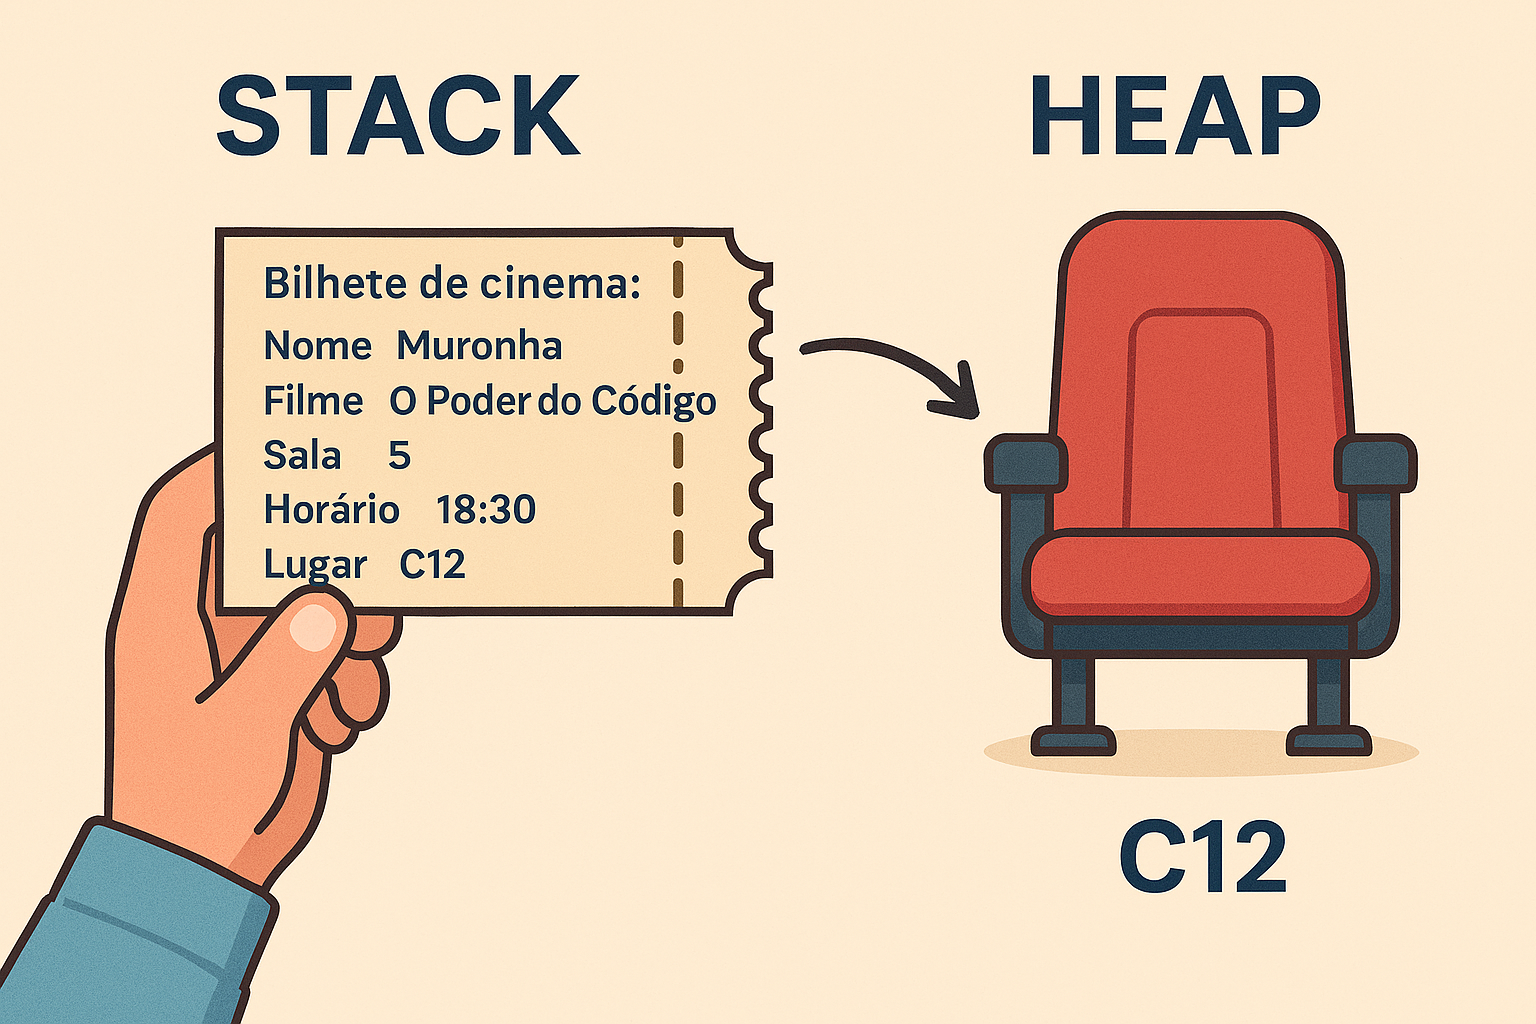 STACK
HEAP
Bilhete de cinema:
Nome Muronha
Filme O Poder do Código
Sala 5
Horário 18:30
Lugar C12
C12